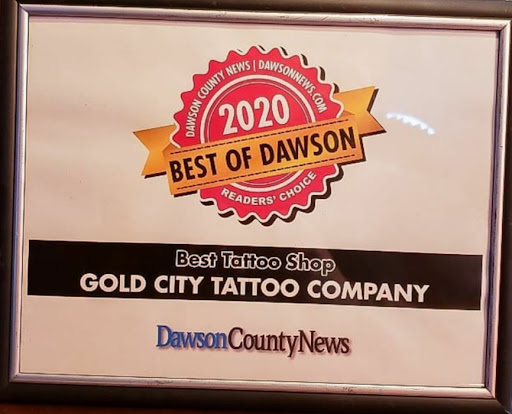 DAWSON COUNTY NEWS | DAWSONNEWS.COM
2020
BEST OF DAWSON
READERS' CHOICE
Best Tattoo Shop
GOLD CITY TATTOO COMPANY
DawsonCountyNews